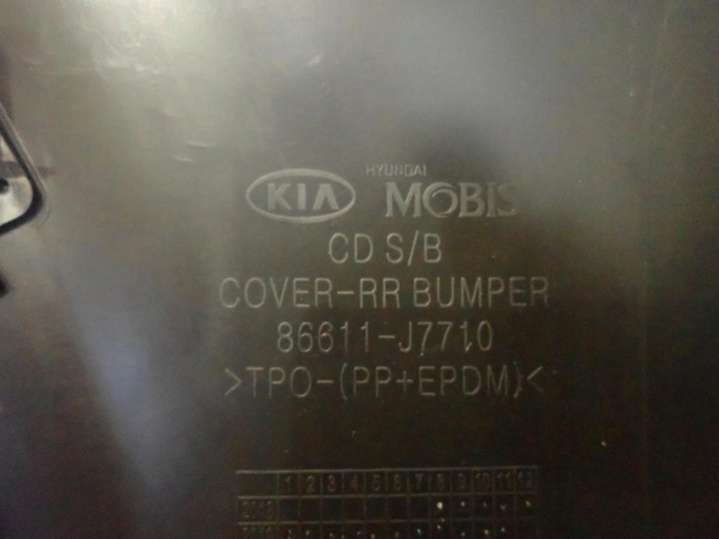 HYUNDAI
KIA MOBIS
CD S/B
COVER-RR BUMPER
86611-J7710
>TPO-(PP+EPDM)<
1 2 3 4 5 6 7 8 9 10 11 12